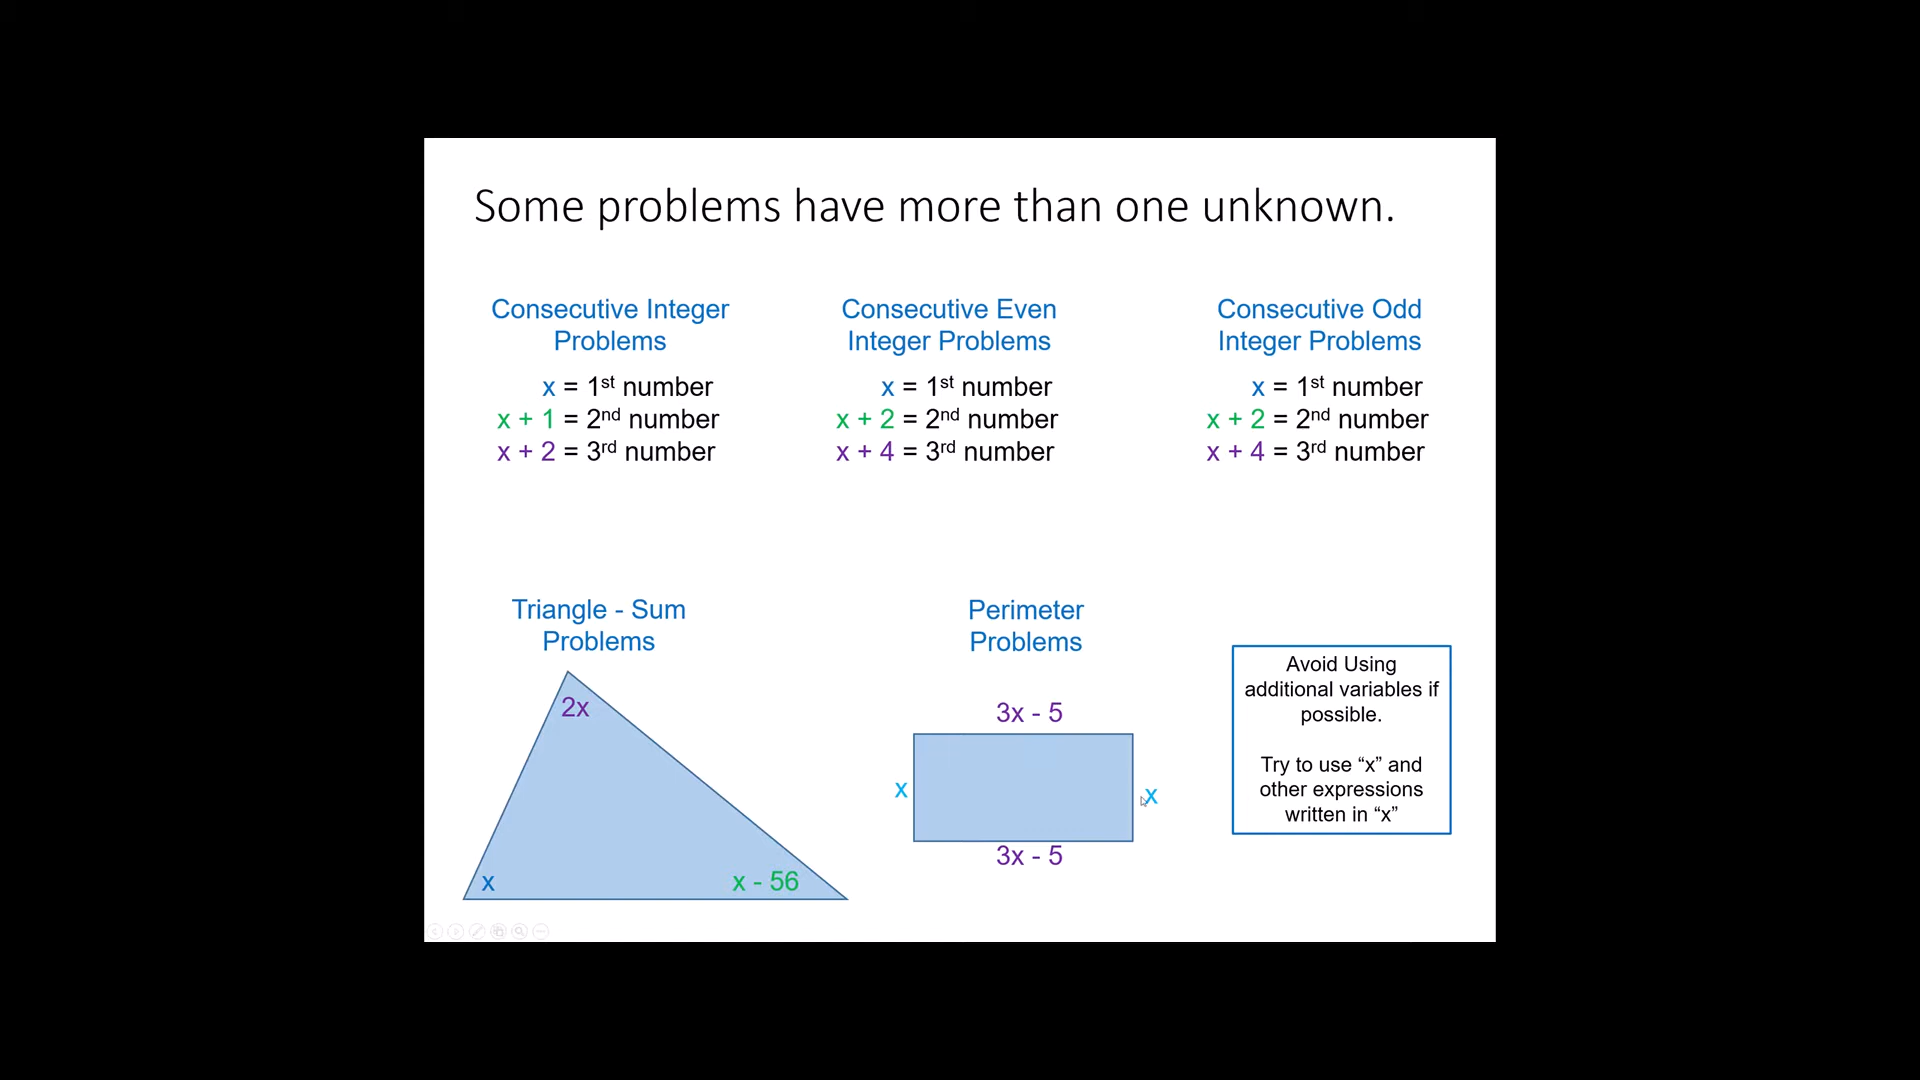 Some problems have more than one unknown.
Consecutive Integer
Problems
x = 1st number
x + 1 = 2nd number
x + 2 = 3rd number
Consecutive Even
Integer Problems
x = 1st number
x + 2 = 2nd number
x + 4 = 3rd number
Consecutive Odd
Integer Problems
x = 1st number
x + 2 = 2nd number
x + 4 = 3rd number
Triangle - Sum
Problems
2x
x
x - 56
Perimeter
Problems
3x - 5
x
x
3x - 5
Avoid Using
additional variables if
possible.
Try to use “x” and
other expressions
written in “x”